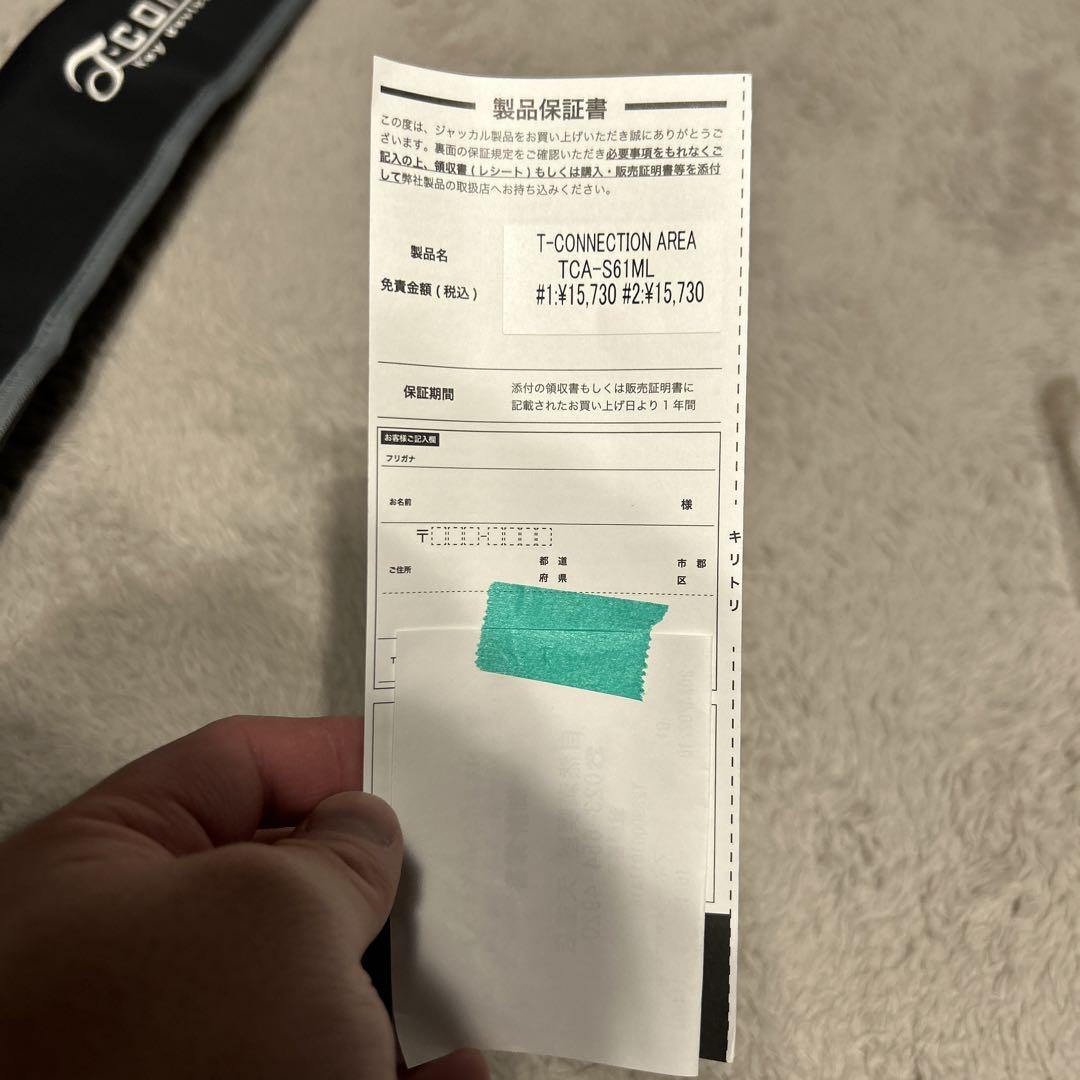 T-CON
製品保証書
この度は、ジャッカル製品をお買い上げいただき誠にありがとうご
ざいます。裏面の保証規定をご確認いただき必要事項をもれなくご
記入の上、領収書(レシート)もしくは購入・販売証明書等を添付
して弊社製品の取扱店へお持ち込みください。
製品名
T-CONNECTION AREA
TCA-S61ML
免責金額(税込)
#1:¥15,730 #2:¥15,730
保証期間
添付の領収書もしくは販売証明書に
記載されたお買い上げ日より1年間
お客様ご記入欄
フリガナ
お名前
様
〒
ご住所
都 道
府 県
市 郡
区
キリトリ
T